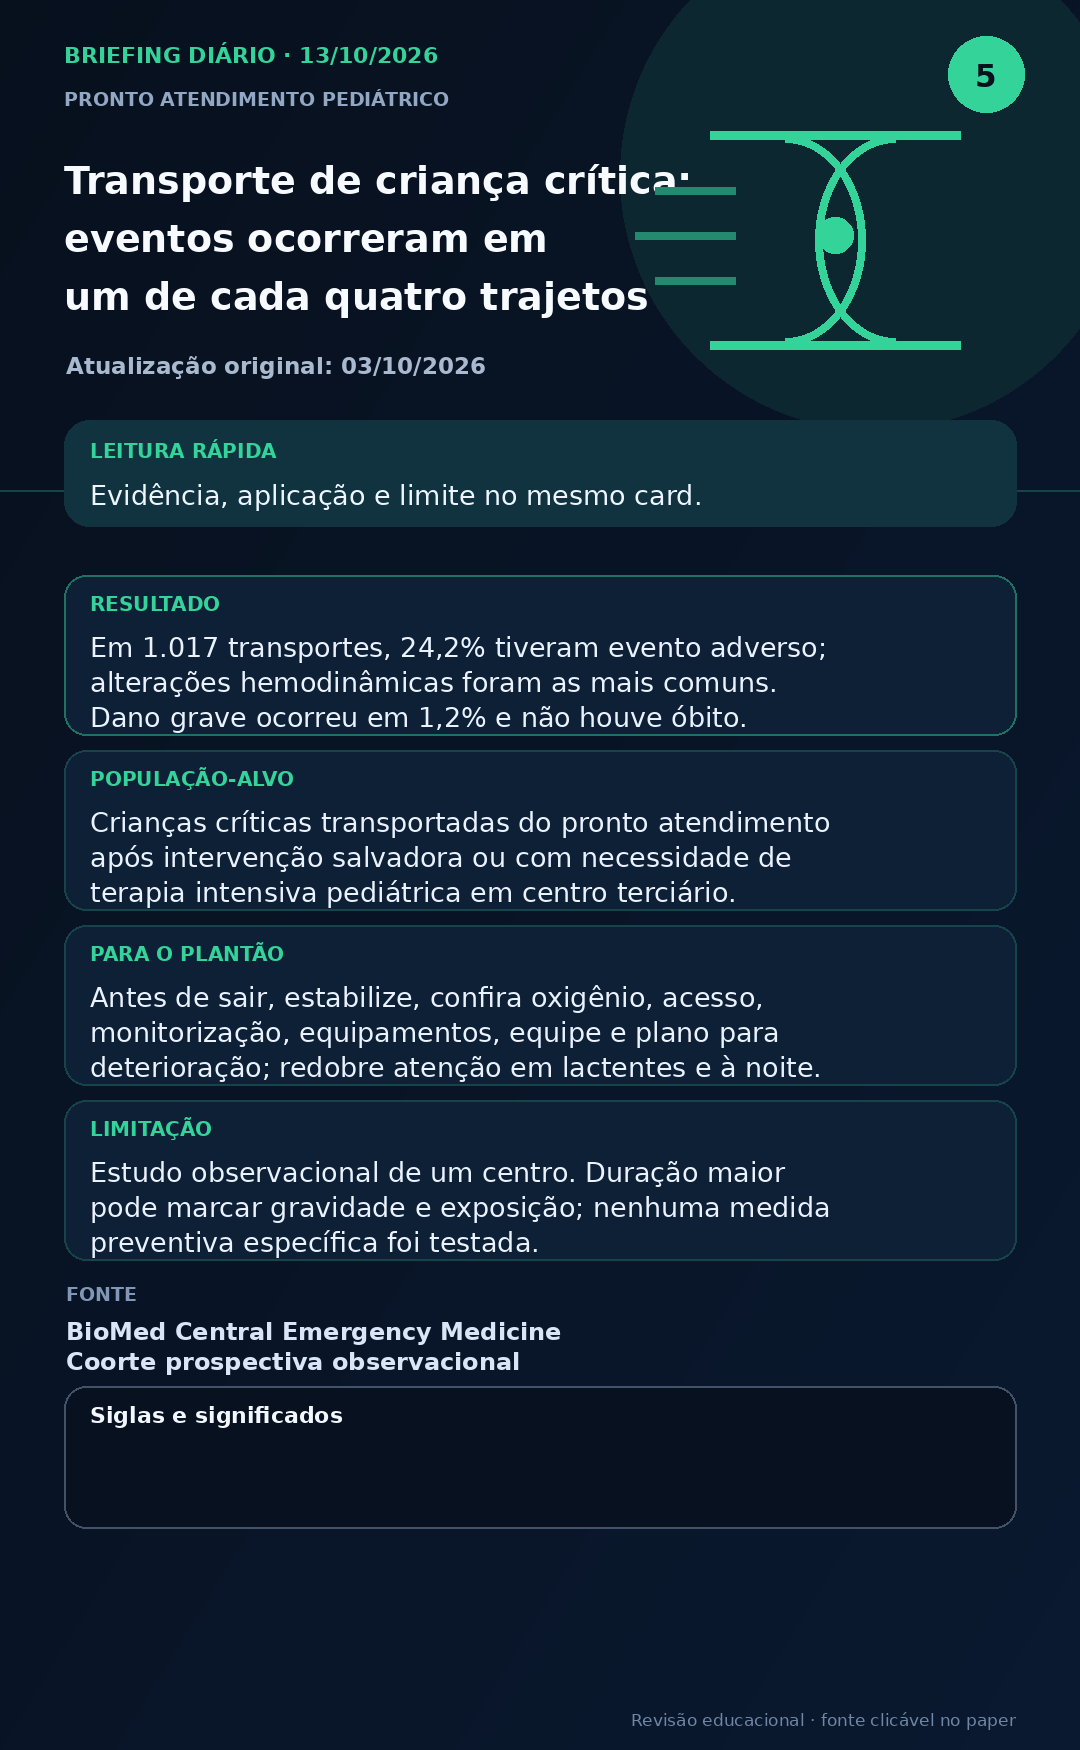 BRIEFING DIÁRIO · 13/10/2026
5
PRONTO ATENDIMENTO PEDIÁTRICO
Transporte de criança crítica:
eventos ocorreram em
um de cada quatro trajetos
Atualização original: 03/10/2026
LEITURA RÁPIDA
Evidência, aplicação e limite no mesmo card.
RESULTADO
Em 1.017 transportes, 24,2% tiveram evento adverso;
alterações hemodinâmicas foram as mais comuns.
Dano grave ocorreu em 1,2% e não houve óbito.
POPULAÇÃO-ALVO
Crianças críticas transportadas do pronto atendimento
após intervenção salvadora ou com necessidade de
terapia intensiva pediátrica em centro terciário.
PARA O PLANTÃO
Antes de sair, estabilize, confira oxigênio, acesso,
monitorização, equipamentos, equipe e plano para
deterioração; redobre atenção em lactentes e à noite.
LIMITAÇÃO
Estudo observacional de um centro. Duração maior
pode marcar gravidade e exposição; nenhuma medida
preventiva específica foi testada.
FONTE
BioMed Central Emergency Medicine
Coorte prospectiva observacional
Siglas e significados
Revisão educacional · fonte clicável no paper